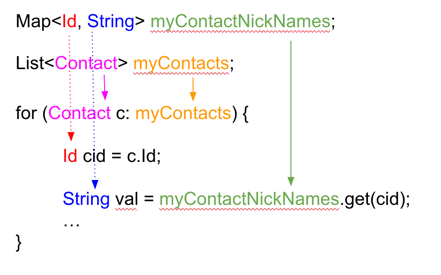 Map<Id, String> myContactNickNames;
List<Contact> myContacts;
for (Contact c: myContacts) {
Id cid = c.Id;
String val = myContactNickNames.get(cid);
...
}